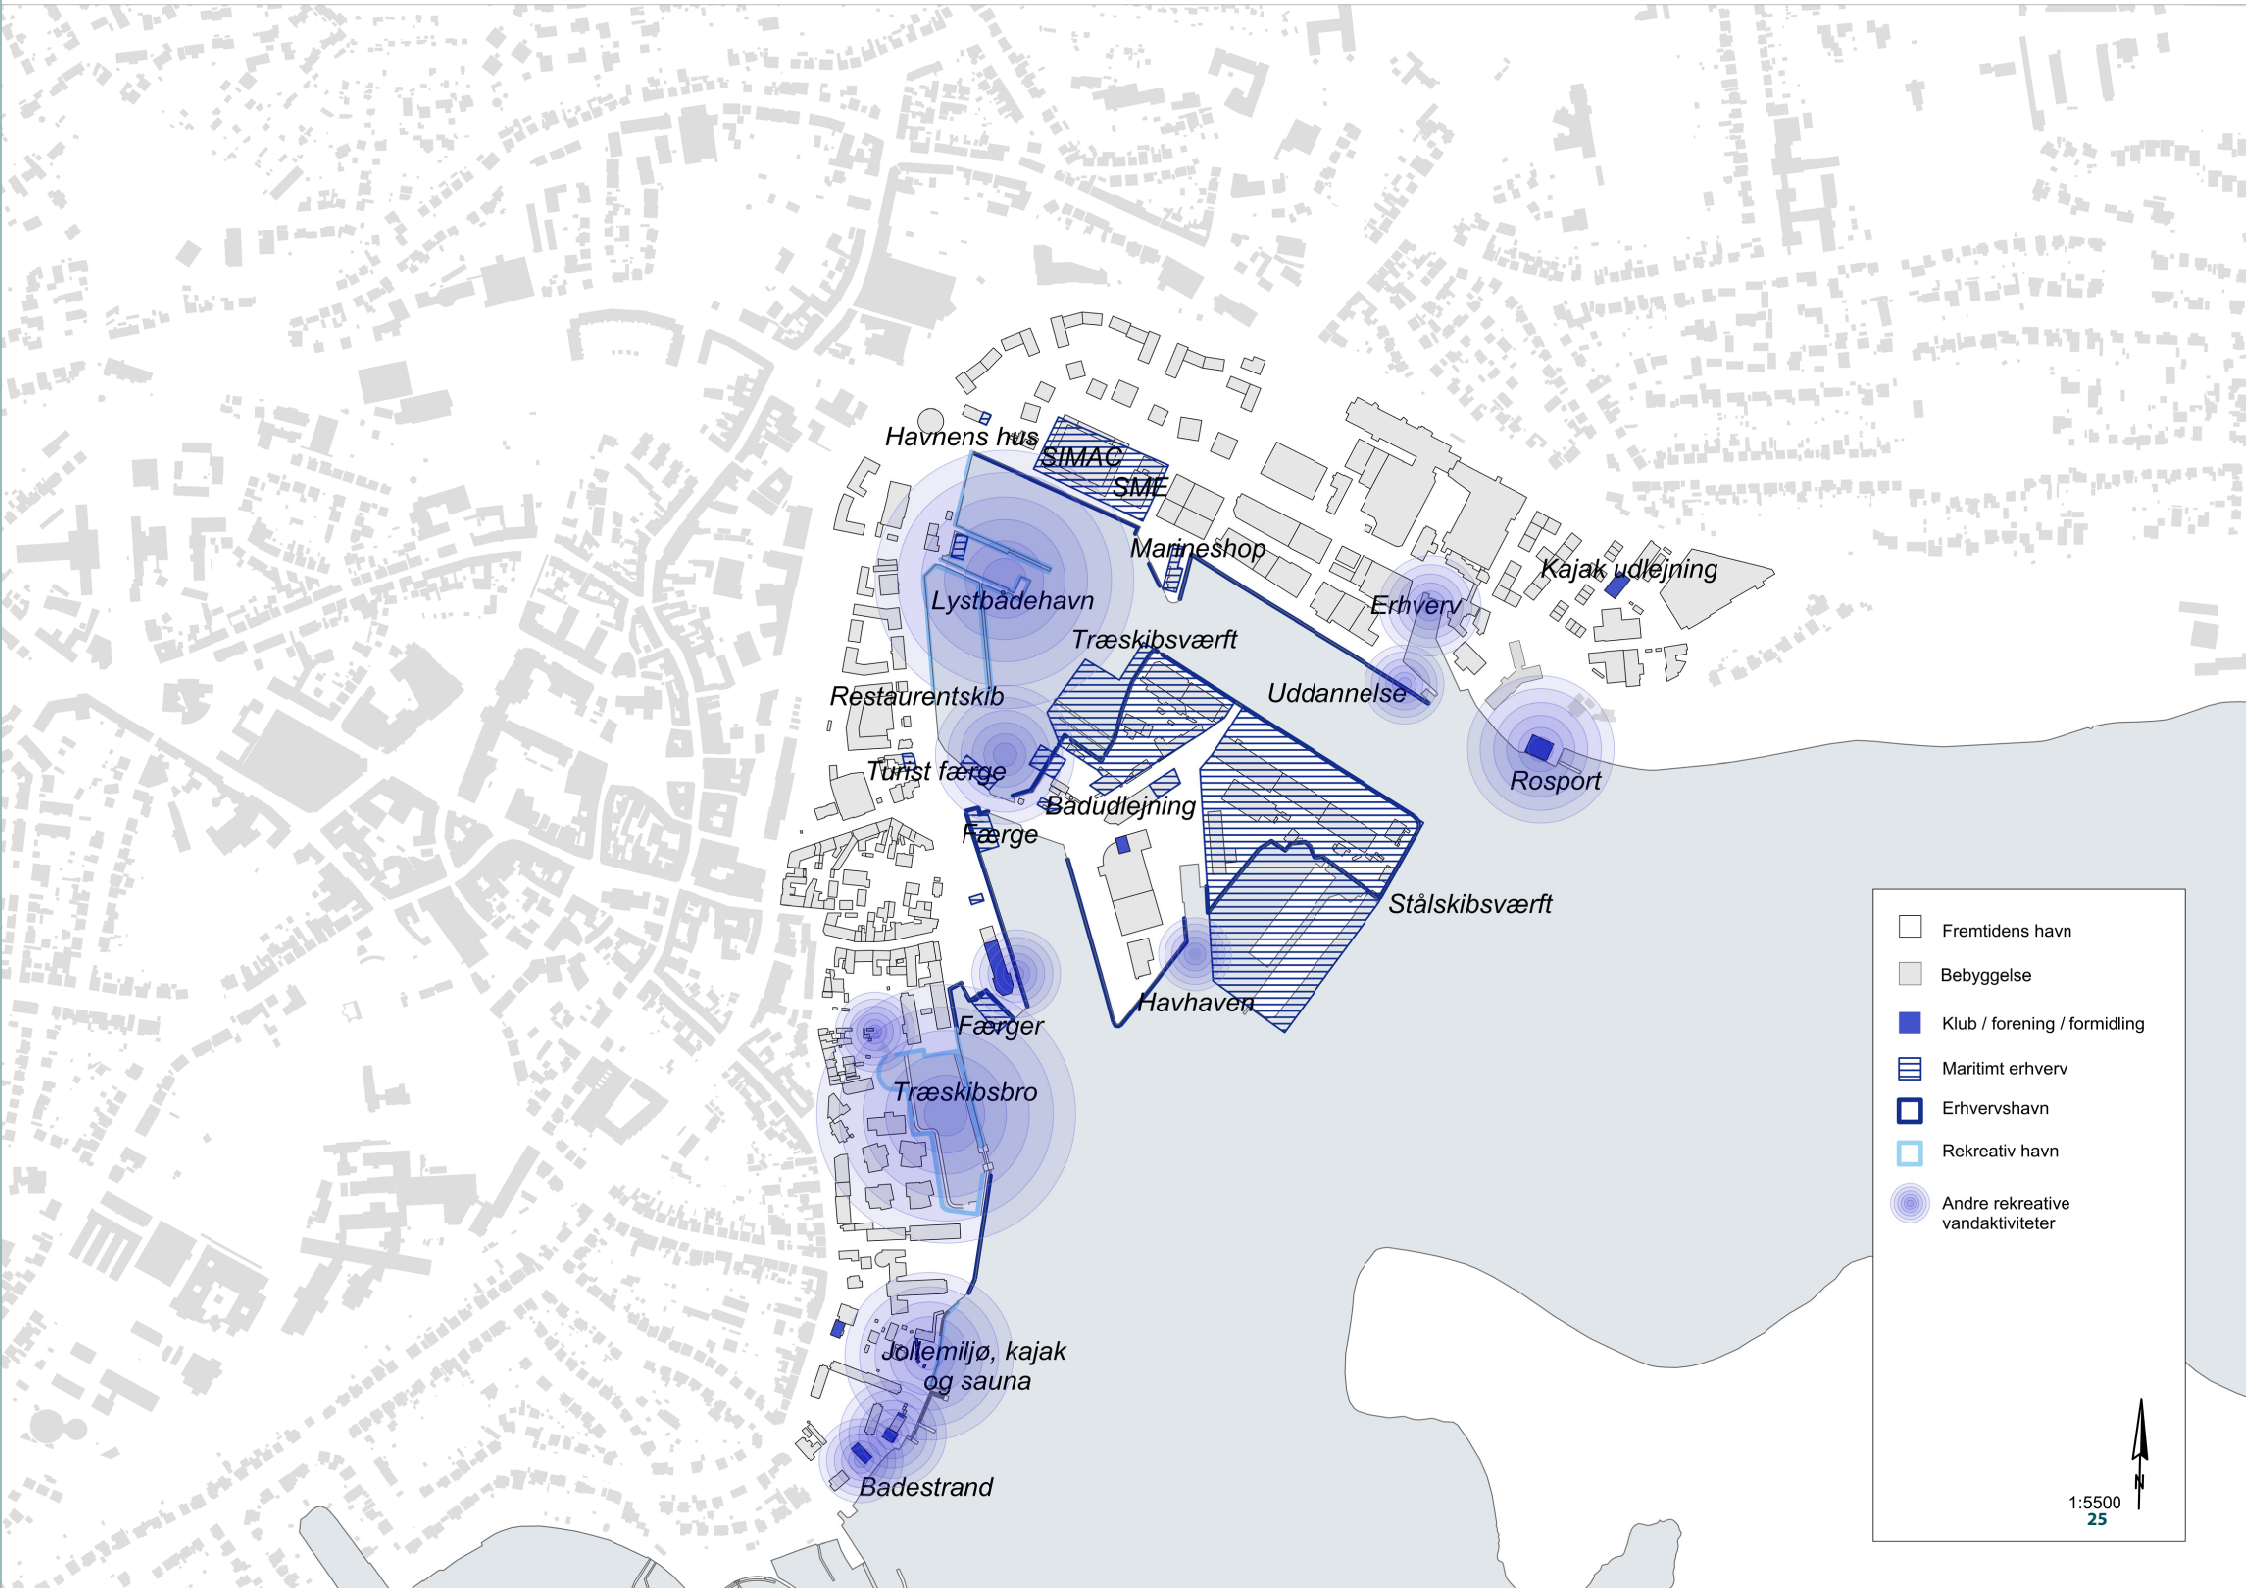 Havnens hus
SIMAC
SME
Marineshop
Kajak udlejning
Lystbådehavn
Erhverv
Træskibsværft
Restaurentskib
Uddannelse
Turist færge
Rosport
Bådudlejning
Færge
Stålskibsværft
Havhaven
Færger
Træskibsbro
Jollemiljø, kajak
og sauna
Badestrand
Fremtidens havn
Bebyggelse
Klub / forening / formidling
Maritimt erhverv
Erhvervshavn
Rekreativ havn
Andre rekreative
vandaktiviteter
N
1:5500
25